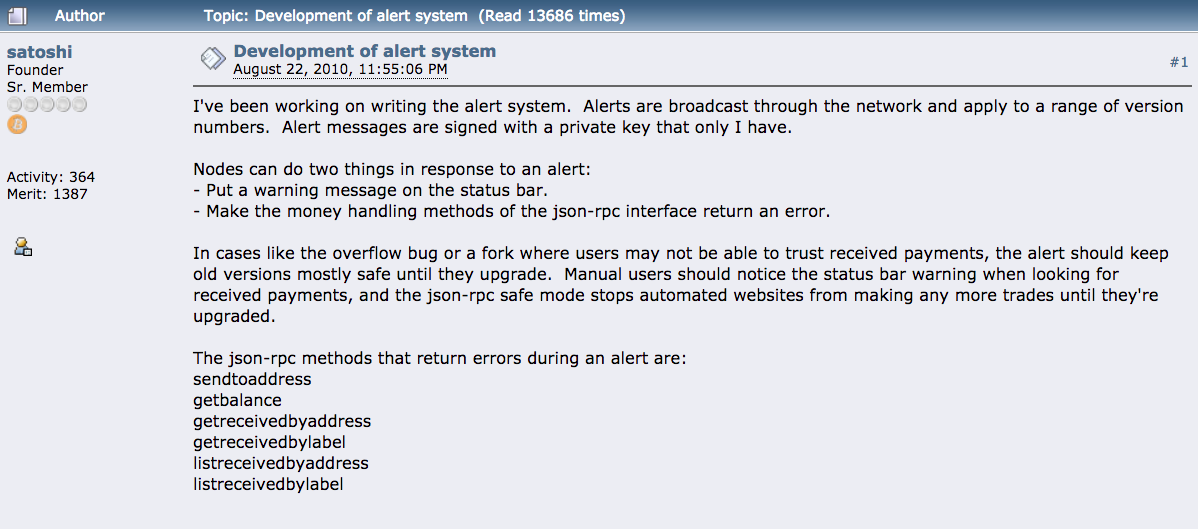 Author Topic: Development of alert system (Read 13686 times)
satoshi
Founder
Sr. Member
Activity: 364
Merit: 1387
Development of alert system
August 22, 2010, 11:55:06 PM
#1
I've been working on writing the alert system.  Alerts are broadcast through the network and apply to a range of version
numbers.  Alert messages are signed with a private key that only I have.
Nodes can do two things in response to an alert:
- Put a warning message on the status bar.
- Make the money handling methods of the json-rpc interface return an error.
In cases like the overflow bug or a fork where users may not be able to trust received payments, the alert should keep
old versions mostly safe until they upgrade.  Manual users should notice the status bar warning when looking for
received payments, and the json-rpc safe mode stops automated websites from making any more trades until they're
upgraded.
The json-rpc methods that return errors during an alert are:
sendtoaddress
getbalance
getreceivedbyaddress
getreceivedbylabel
listreceivedbyaddress
listreceivedbylabel